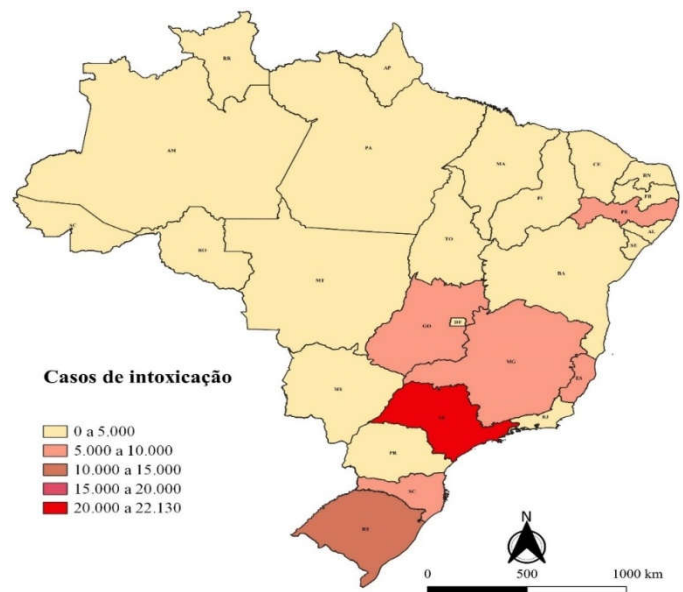 RR
AP
AM
PA
MA
CE
RN
PB
PI
PE
AL
SE
AC
RO
TO
MT
BA
GO
DF
MG
ES
MS
SP
RJ
PR
SC
RS
Casos de intoxicação
0 a 5.000
5.000 a 10.000
10.000 a 15.000
15.000 a 20.000
20.000 a 22.130
N
0 500 1000 km